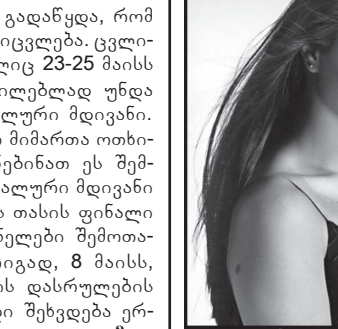 გადაწყდა, რომ
იცვლება. ცვლი-
ლიც 23-25 მაისს
ილებლად უნდა
ლური მდივანი.
მიმართა ოთხი-
ებინათ ეს შემ-
ალური მდივანი
თასის ფინალი
ნელები შემოთა-
იგად, 8 მაისს,
ის დასრულების
ი შეხვდება ერ-